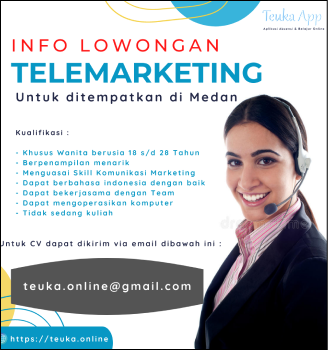 Teuka App
Aplikasi Asuransi & Belajar Online
INFO LOWONGAN
TELEMARKETING
Untuk ditempatkan di Medan
Kualifikasi :
- Khusus Wanita berusia 18 s/d 28 Tahun
- Berpenampilan menarik
- Menguasai Skill Komunikasi Marketing
- Dapat berbahasa indonesia dengan baik
- Dapat bekerjasama dengan Team
- Dapat mengoperasikan komputer
- Tidak sedang kuliah
Untuk CV dapat dikirim via email dibawah ini :
teuka.online@gmail.com
https://teuka.online